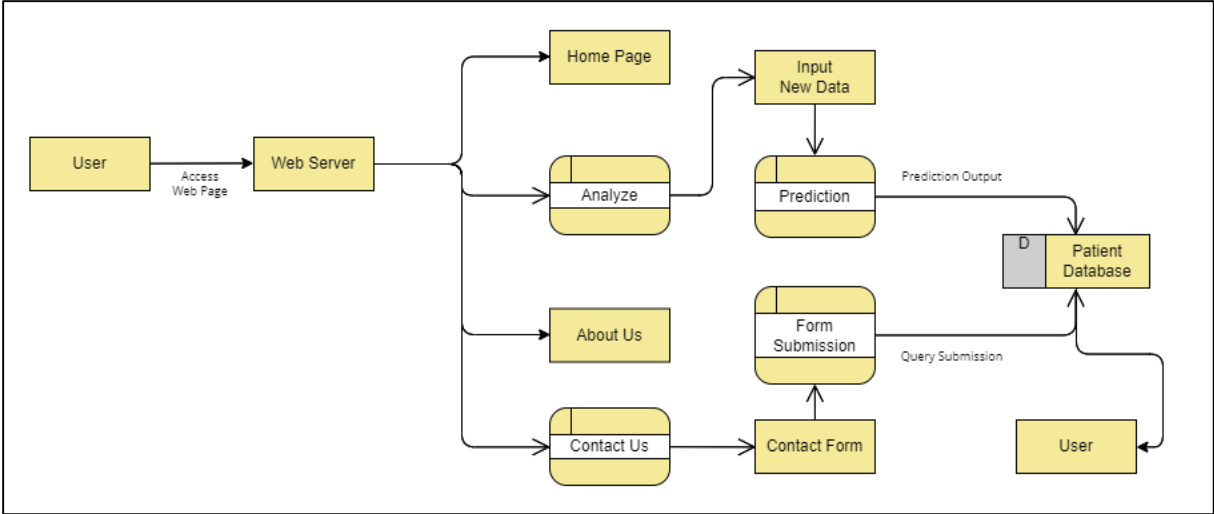 User
Access
Web Page
Web Server
Home Page
Analyze
About Us
Contact Us
Input
New Data
Prediction
Prediction Output
Form
Submission
Query Submission
Contact Form
D
Patient
Database
User